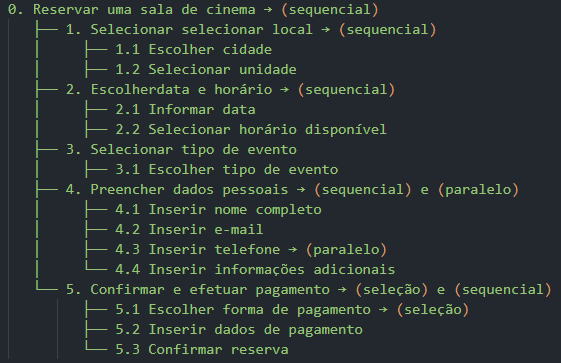 0. Reservar uma sala de cinema → (sequencial)
├── 1. Selecionar selecionar local → (sequencial)
│   ├── 1.1 Escolher cidade
│   ├── 1.2 Selecionar unidade
├── 2. Escolherdata e horário → (sequencial)
│   ├── 2.1 Informar data
│   ├── 2.2 Selecionar horário disponível
├── 3. Selecionar tipo de evento
│   ├── 3.1 Escolher tipo de evento
├── 4. Preencher dados pessoais → (sequencial) e (paralelo)
│   ├── 4.1 Inserir nome completo
│   ├── 4.2 Inserir e-mail
│   ├── 4.3 Inserir telefone → (paralelo)
│   └── 4.4 Inserir informações adicionais
└── 5. Confirmar e efetuar pagamento → (seleção) e (sequencial)
    ├── 5.1 Escolher forma de pagamento → (seleção)
    ├── 5.2 Inserir dados de pagamento
    └── 5.3 Confirmar reserva